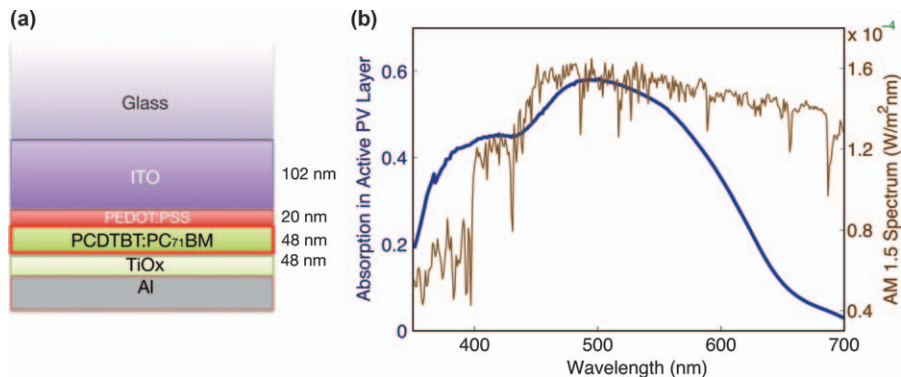 (a)
Glass
ITO
102 nm
PEDOT:PSS
20 nm
PCDTBT:PC₇₁BM
48 nm
TiOx
48 nm
Al
(b)
x 10⁻⁴
Absorption in Active PV Layer
0.6
0.4
0.2
0
400
500
600
700
Wavelength (nm)
1.6
1.2
0.8
0.4
AM 1.5 Spectrum (W/m²nm)